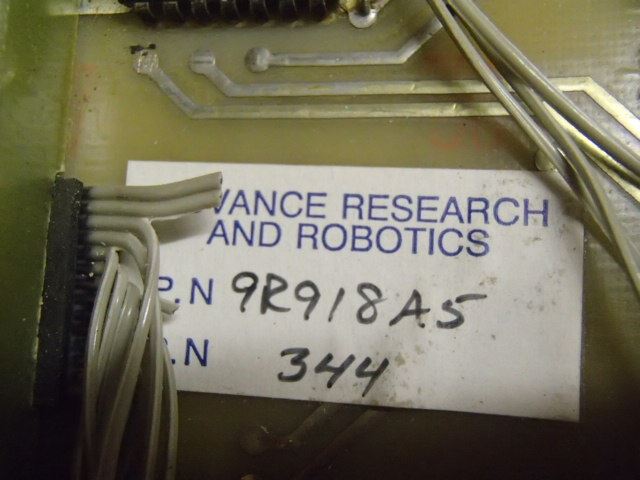 VANCE RESEARCH
AND ROBOTICS
P.N 9R918A5
.N 344